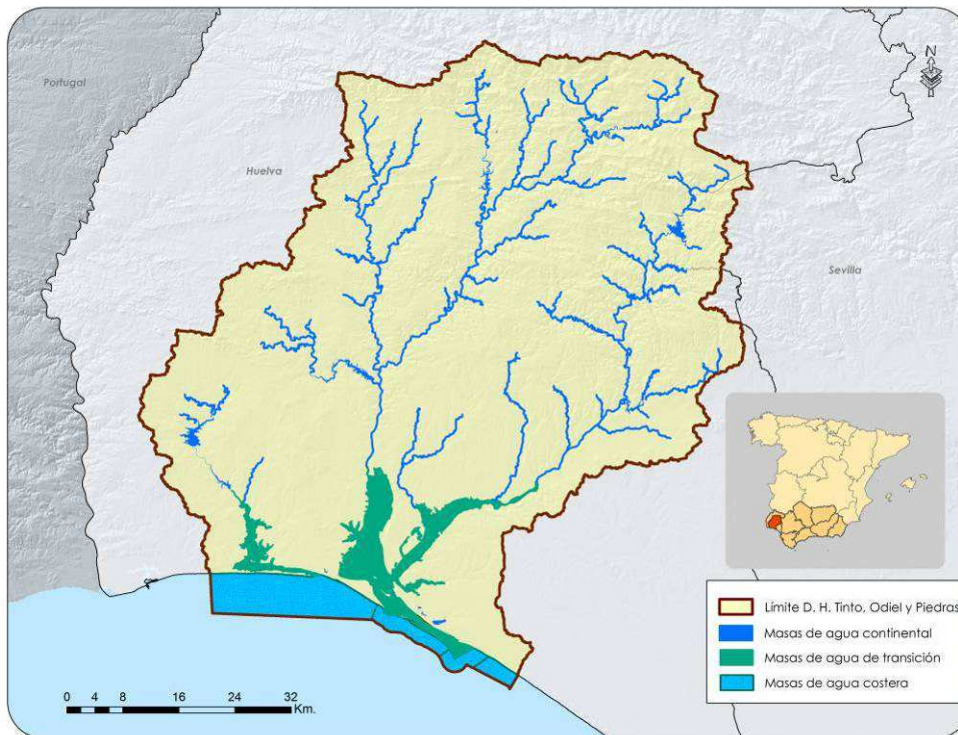 Portugal
N
Huelva
Sevilla
Límite D. H. Tinto, Odiel y Piedras
Masas de agua continental
Masas de agua de transición
Masas de agua costera
0 4 8 16 24 32
Km.